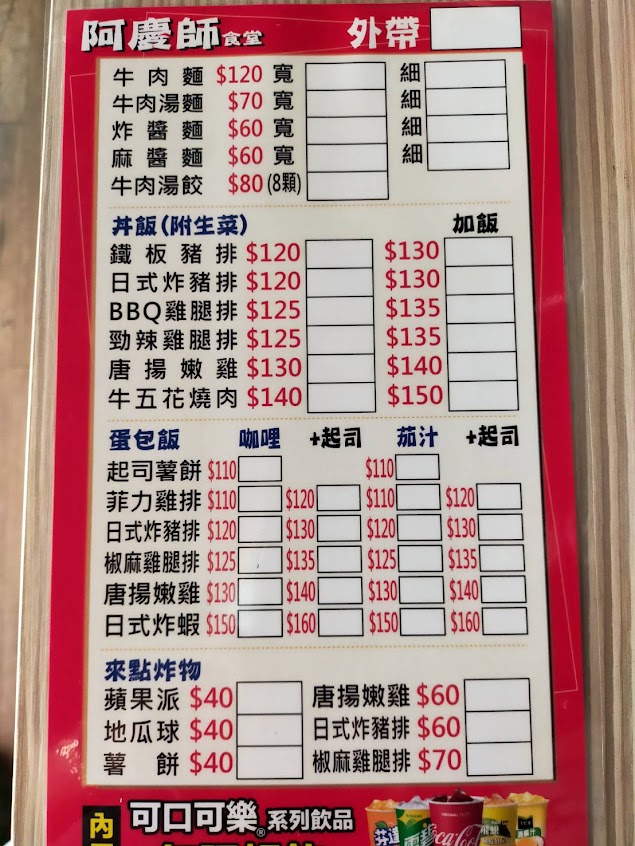 阿慶師食堂 外帶
牛肉麵 $120 寬 細
牛肉湯麵 $70 寬 細
炸醬麵 $60 寬 細
麻醬麵 $60 寬 細
牛肉湯餃 $80 (8顆)
丼飯(附生菜) 加飯
鐵板豬排 $120 $130
日式炸豬排 $120 $130
BBQ雞腿排 $125 $135
勁辣雞腿排 $125 $135
唐揚嫩雞 $130 $140
牛五花燒肉 $140 $150
蛋包飯 咖哩 +起司 茄汁 +起司
起司薯餅 $110 $110
菲力雞排 $110 $120 $110 $120
日式炸豬排 $120 $130 $120 $130
椒麻雞腿排 $125 $135 $125 $135
唐揚嫩雞 $130 $140 $130 $140
日式炸蝦 $150 $160 $150 $160
來點炸物
蘋果派 $40 唐揚嫩雞 $60
地瓜球 $40 日式炸豬排 $60
薯餅 $40 椒麻雞腿排 $70
內 可口可樂® 系列飲品
芬達 雪碧 Coca-Cola